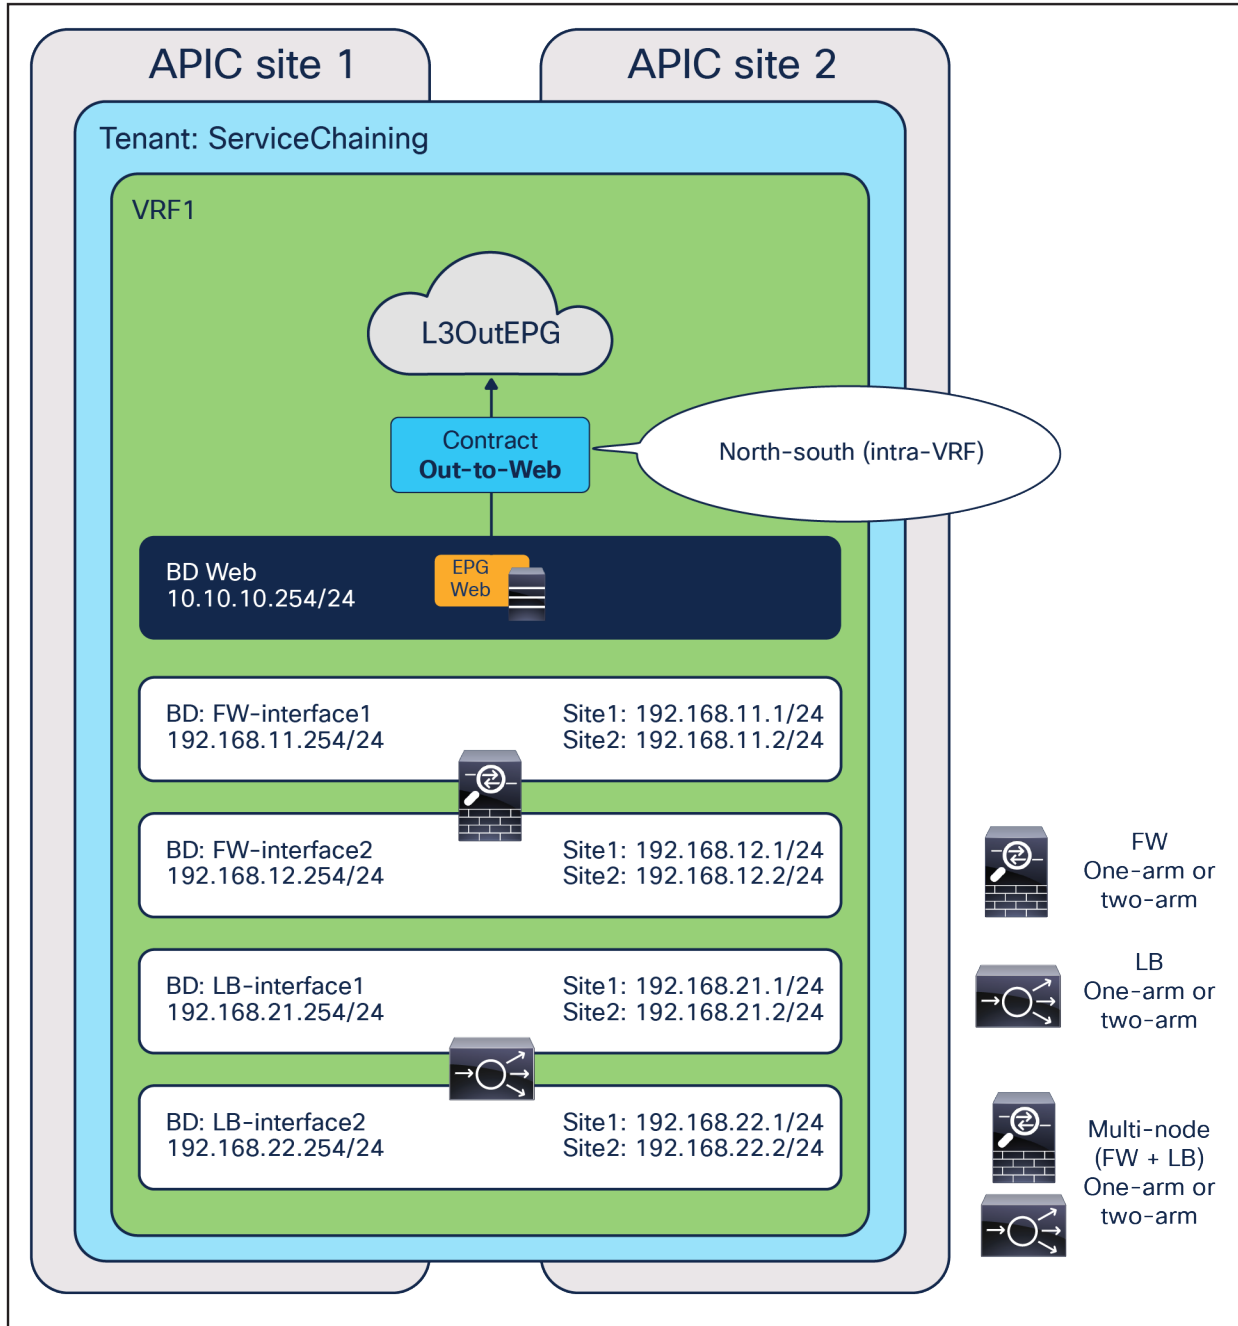 APIC site 1
APIC site 2
Tenant: ServiceChaining
VRF1
L3OutEPG
Contract
Out-to-Web
North-south (intra-VRF)
BD Web
10.10.10.254/24
EPG
Web
BD: FW-interface1
192.168.11.254/24
Site1: 192.168.11.1/24
Site2: 192.168.11.2/24
BD: FW-interface2
192.168.12.254/24
Site1: 192.168.12.1/24
Site2: 192.168.12.2/24
BD: LB-interface1
192.168.21.254/24
Site1: 192.168.21.1/24
Site2: 192.168.21.2/24
BD: LB-interface2
192.168.22.254/24
Site1: 192.168.22.1/24
Site2: 192.168.22.2/24
FW
One-arm or
two-arm
LB
One-arm or
two-arm
Multi-node
(FW + LB)
One-arm or
two-arm